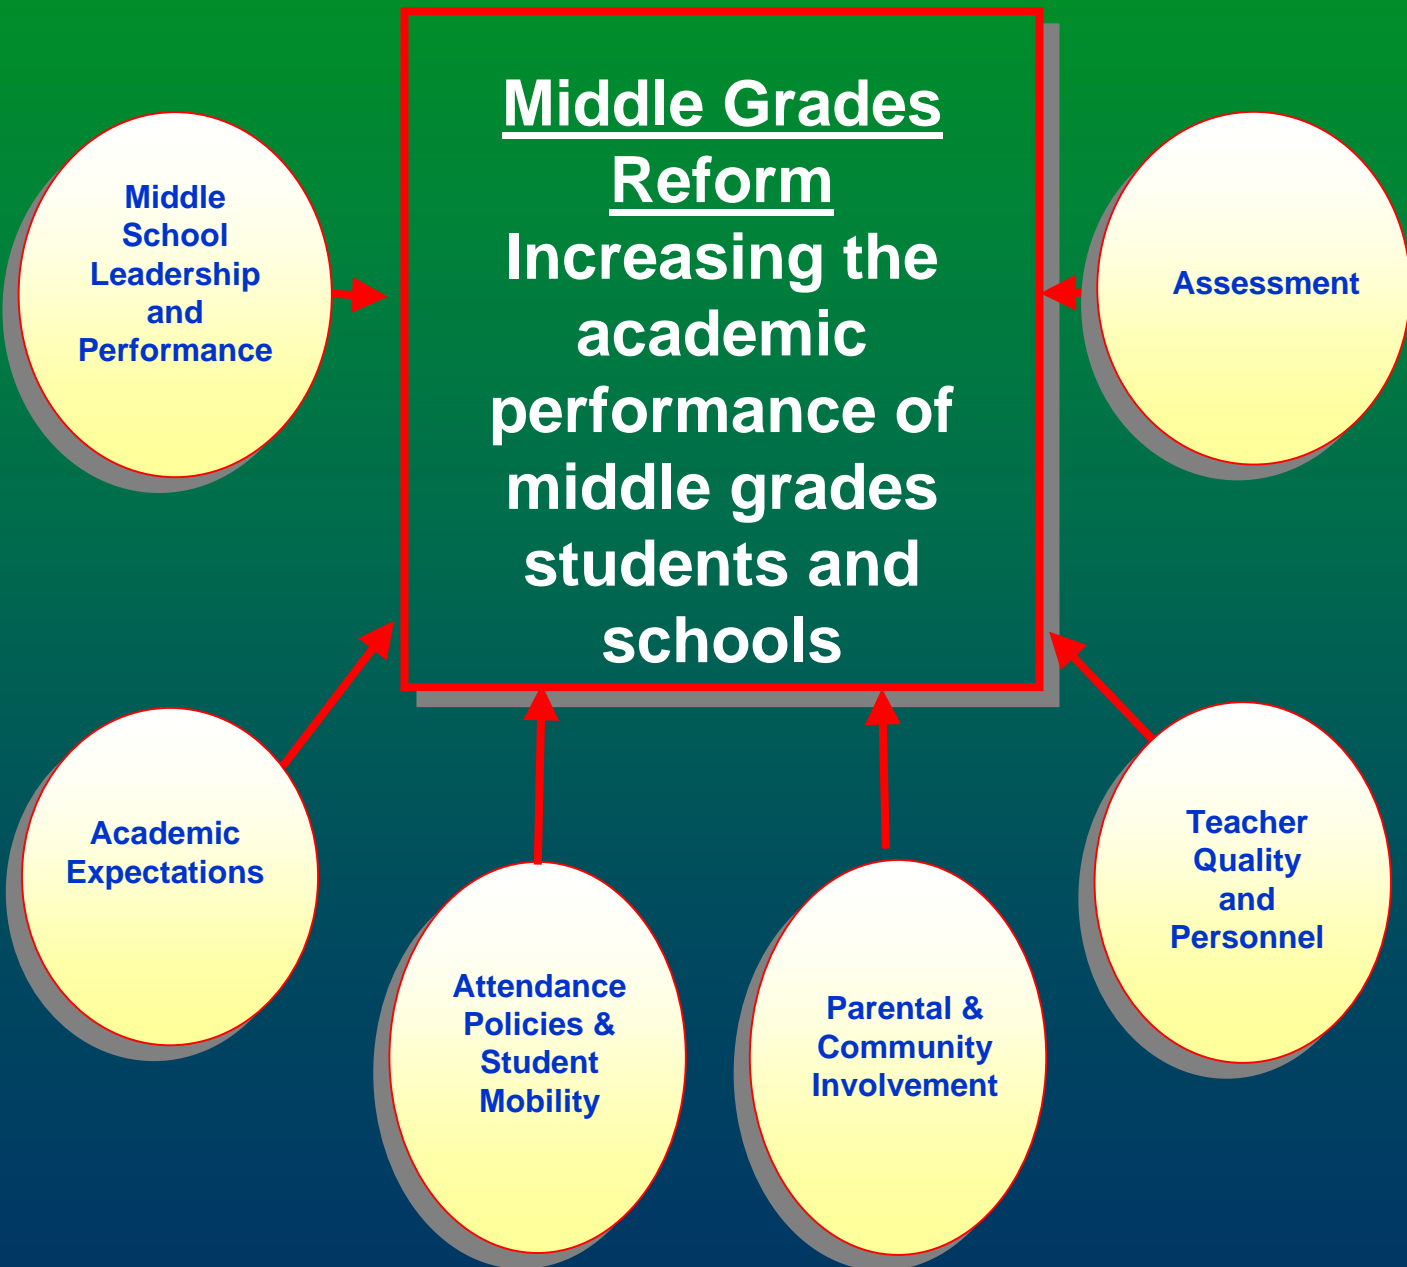 Middle Grades
Reform
Increasing the
academic
performance of
middle grades
students and
schools
Middle
School
Leadership
and
Performance
Assessment
Academic
Expectations
Attendance
Policies &
Student
Mobility
Parental &
Community
Involvement
Teacher
Quality
and
Personnel